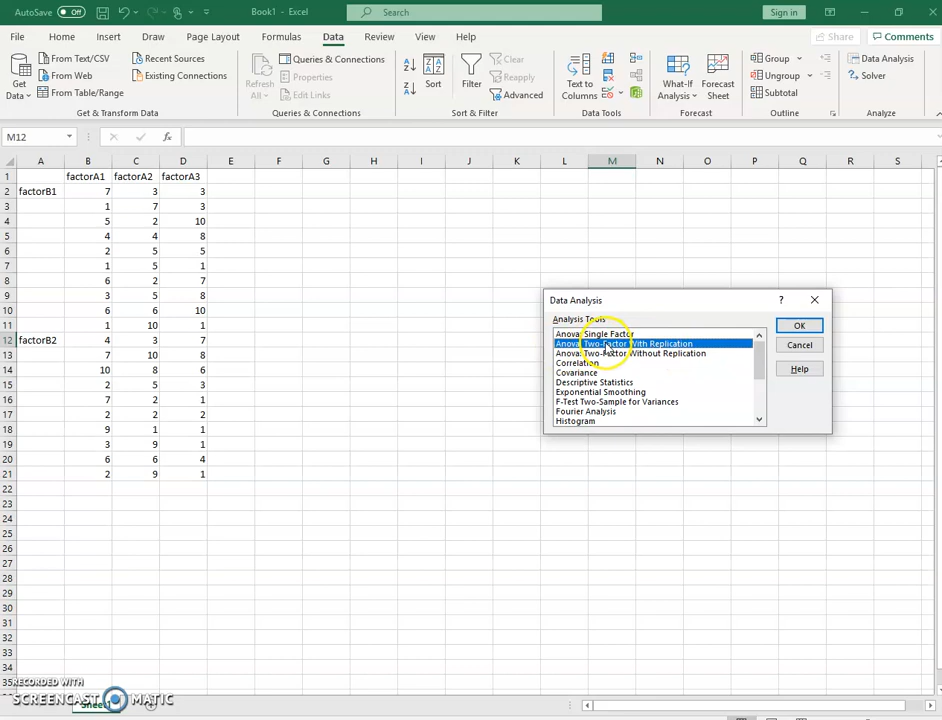 AutoSave Off Book1 - Excel Search Sign in
File Home Insert Draw Page Layout Formulas Data Review View Help Share Comments
From Text/CSV Recent Sources Queries & Connections Clear Group Data Analysis
From Web Existing Connections Properties Reapply Ungroup Solver
From Table/Range Edit Links Advanced Subtotal
Get Data Refresh All Sort Filter Text to Columns What-If Analysis Forecast Sheet
Get & Transform Data Queries & Connections Sort & Filter Data Tools Forecast Outline Analyze
M12 fx
A B C D E F G H I J K L M N O P Q R S
1 factorA1 factorA2 factorA3
2 factorB1 7 3 3
3 1 7 3
4 5 2 10
5 4 4 8
6 2 5 5
7 1 5 1
8 6 2 7
9 3 5 8
10 6 6 10
11 1 10 1
12 factorB2 4 3 7
13 7 10 8
14 10 8 6
15 2 5 3
16 7 2 1
17 2 2 2
18 9 1 1
19 3 9 1
20 6 6 4
21 2 9 1
22
23
24
25
26
27
28
29
30
31
32
33
34
35
Data Analysis ? ×
Analysis Tools
Anova: Single Factor
Anova: Two-Factor With Replication
Anova: Two-Factor Without Replication
Correlation
Covariance
Descriptive Statistics
Exponential Smoothing
F-Test Two-Sample for Variances
Fourier Analysis
Histogram
OK
Cancel
Help
RECORDED WITH
SCREENCAST MATIC
Sheet1